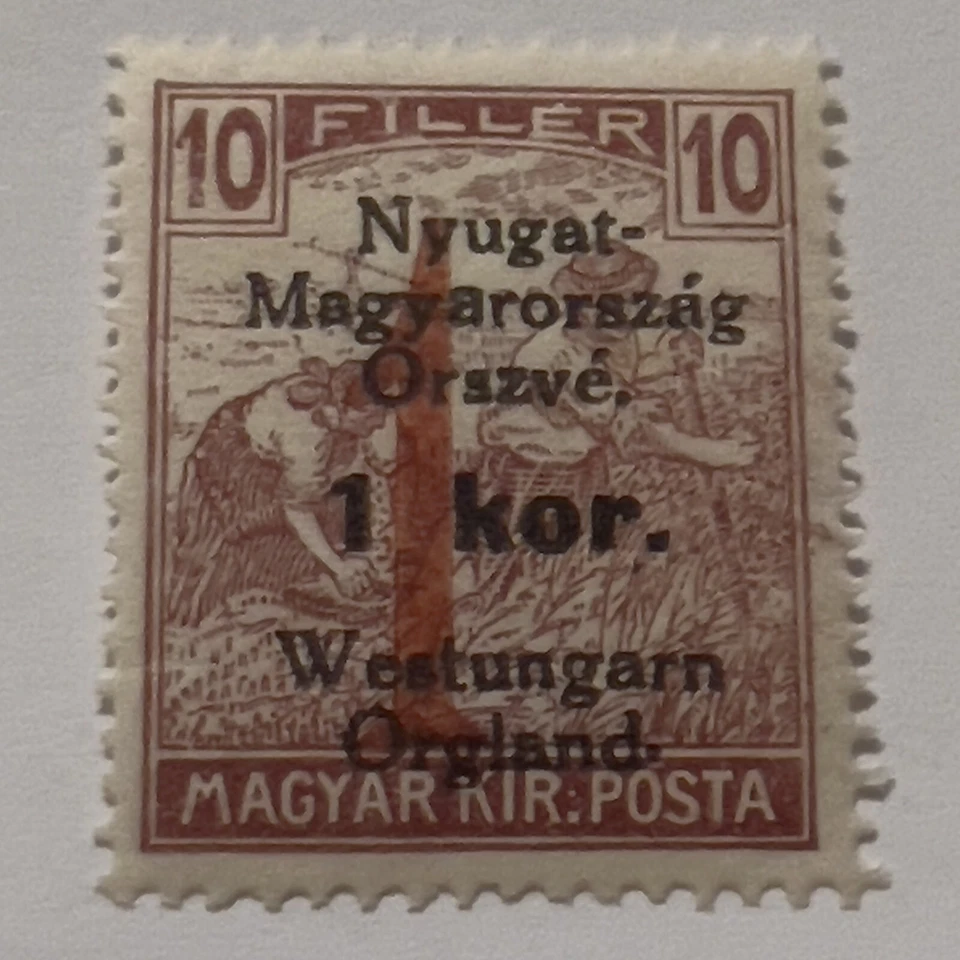 10 FILLÉR 10
Nyugat-
Magyarország
Orszvé.
1 kor.
Westungarn
Orgland.
MAGYAR KIR:POSTA